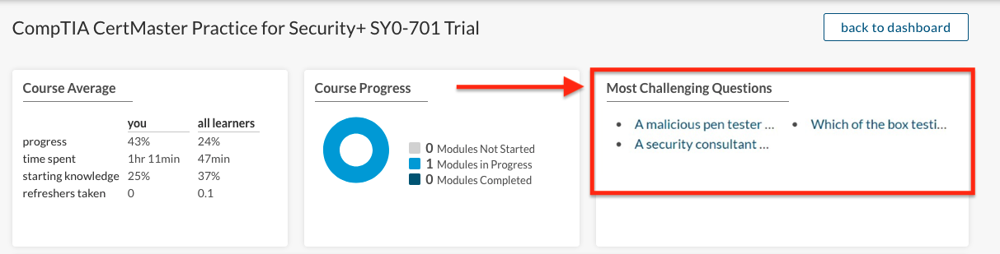 CompTIA CertMaster Practice for Security+ SY0-701 Trial
back to dashboard
Course Average
you all learners
progress 43% 24%
time spent 1hr 11min 47min
starting knowledge 25% 37%
refreshers taken 0 0.1
Course Progress
0 Modules Not Started
1 Modules in Progress
0 Modules Completed
Most Challenging Questions
• A malicious pen tester ...
• A security consultant ...
• Which of the box testi...